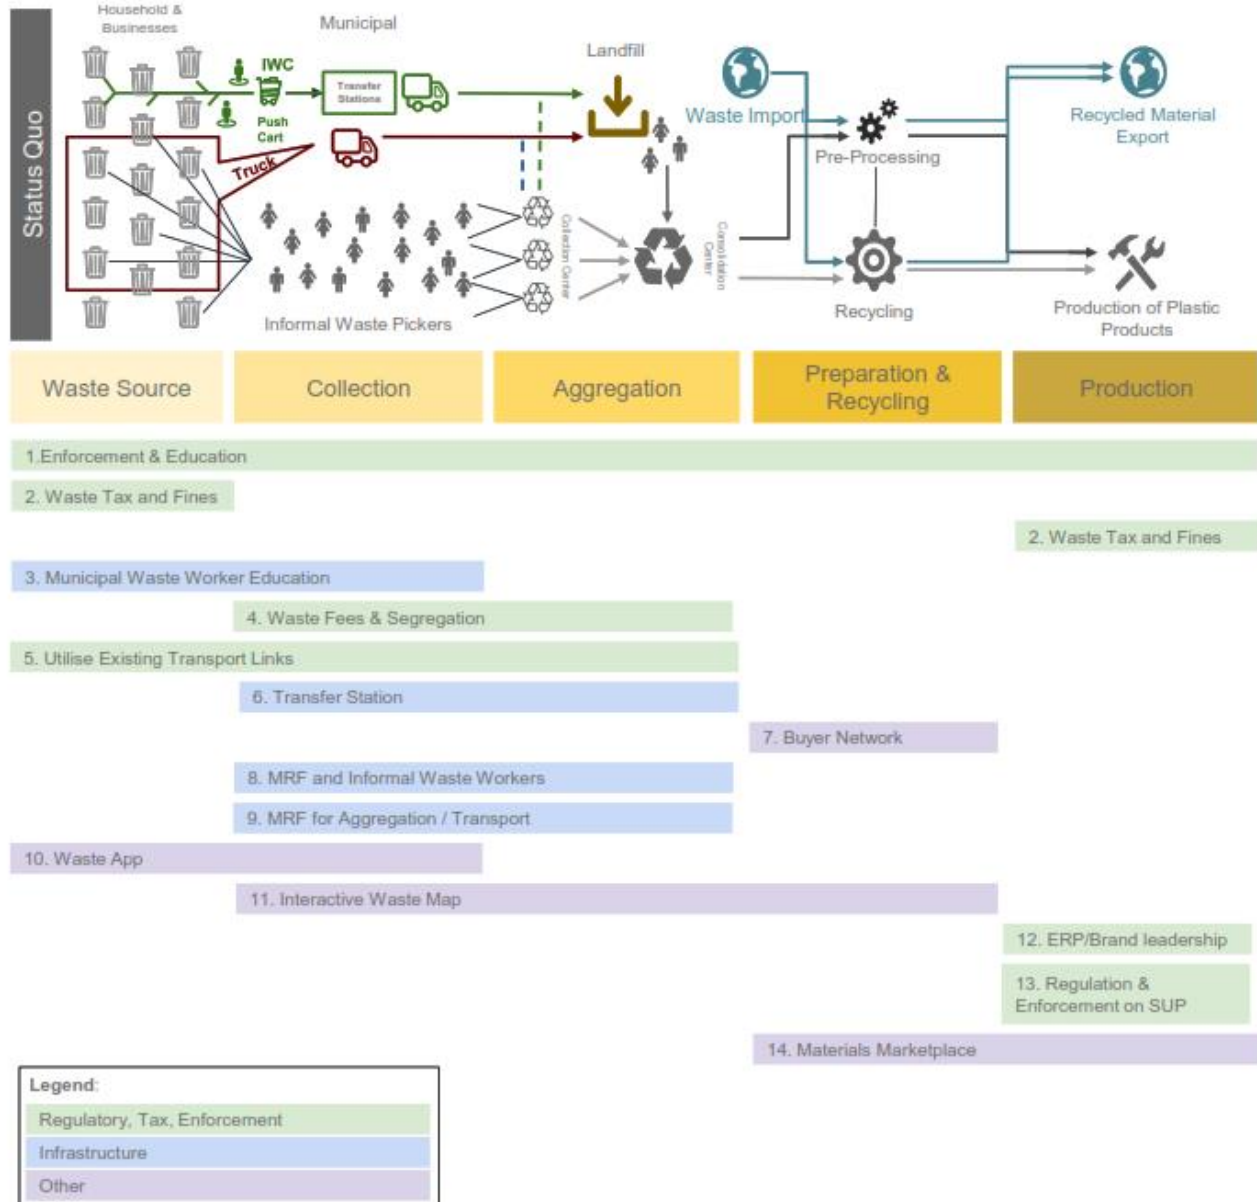 Household &
Businesses
Municipal
Landfill
IWC
Transfer
Stations
Push
Cart
Waste Import
Recycled Material
Export
Pre-Processing
Truck
Status Quo
Collection Center
Consolidation
Center
Informal Waste Pickers
Recycling
Production of Plastic
Products
Waste Source
Collection
Aggregation
Preparation &
Recycling
Production
1.Enforcement & Education
2. Waste Tax and Fines
2. Waste Tax and Fines
3. Municipal Waste Worker Education
4. Waste Fees & Segregation
5. Utilise Existing Transport Links
6. Transfer Station
7. Buyer Network
8. MRF and Informal Waste Workers
9. MRF for Aggregation / Transport
10. Waste App
11. Interactive Waste Map
12. ERP/Brand leadership
13. Regulation &
Enforcement on SUP
14. Materials Marketplace
Legend:
Regulatory, Tax, Enforcement
Infrastructure
Other